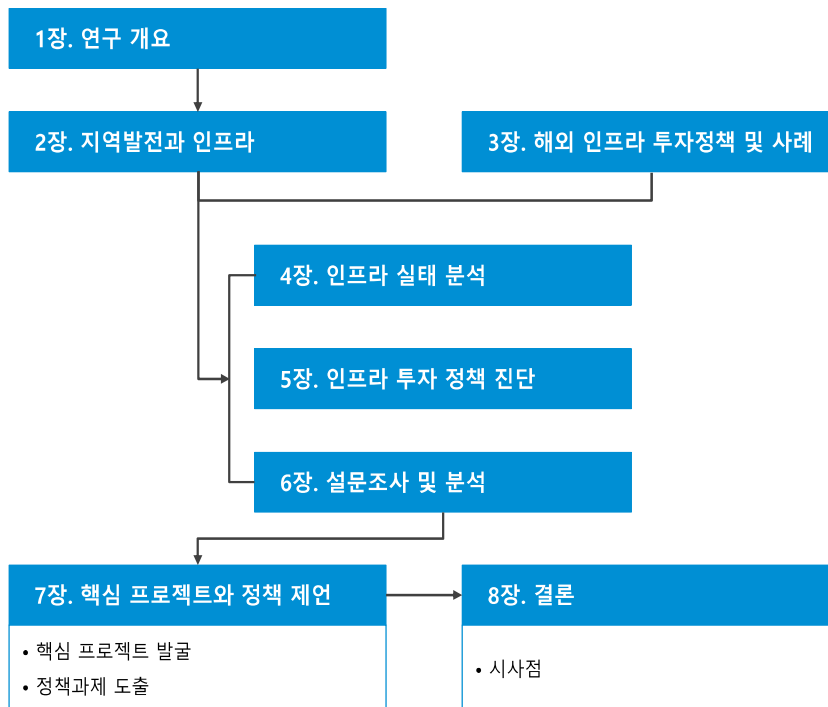 1장. 연구 개요
2장. 지역발전과 인프라
3장. 해외 인프라 투자정책 및 사례
4장. 인프라 실태 분석
5장. 인프라 투자 정책 진단
6장. 설문조사 및 분석
7장. 핵심 프로젝트와 정책 제언
• 핵심 프로젝트 발굴
• 정책과제 도출
8장. 결론
• 시사점